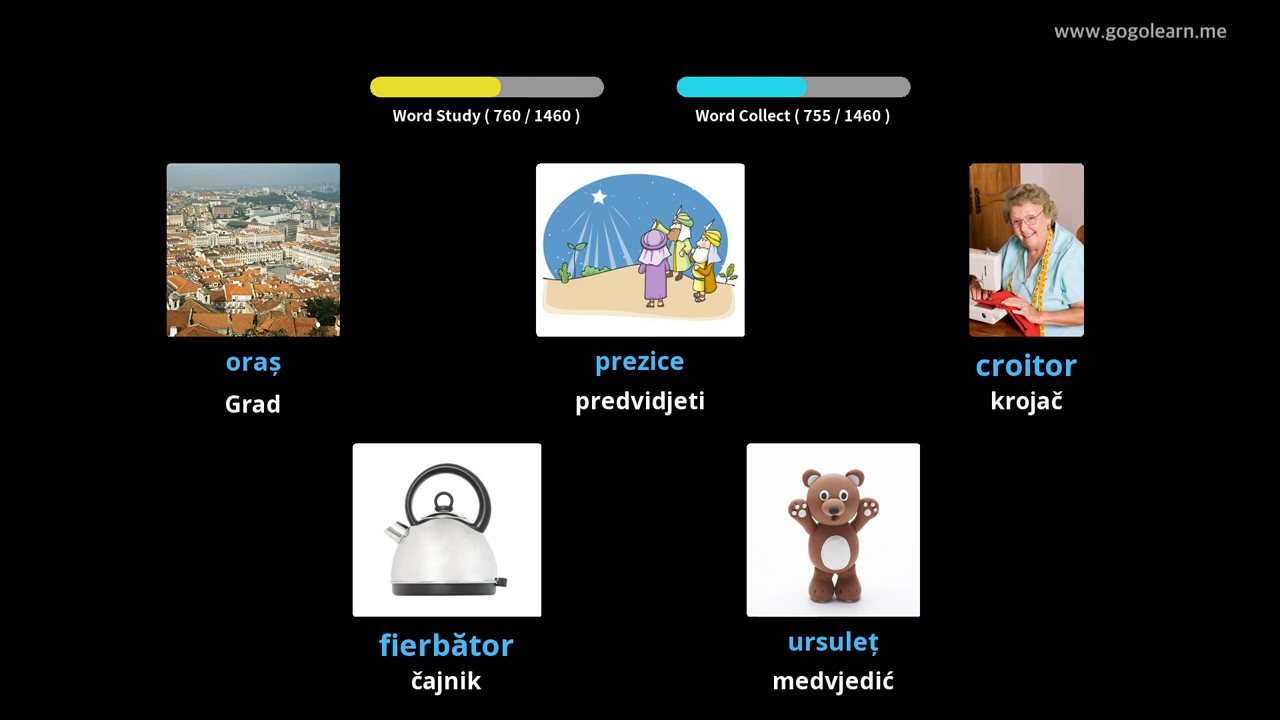 www.gogolearn.me
Word Study ( 760 / 1460 )
Word Collect ( 755 / 1460 )
oraș
prezice
croitor
Grad
predvidjeti
krojač
fierbător
ursuleț
čajnik
medvjedić